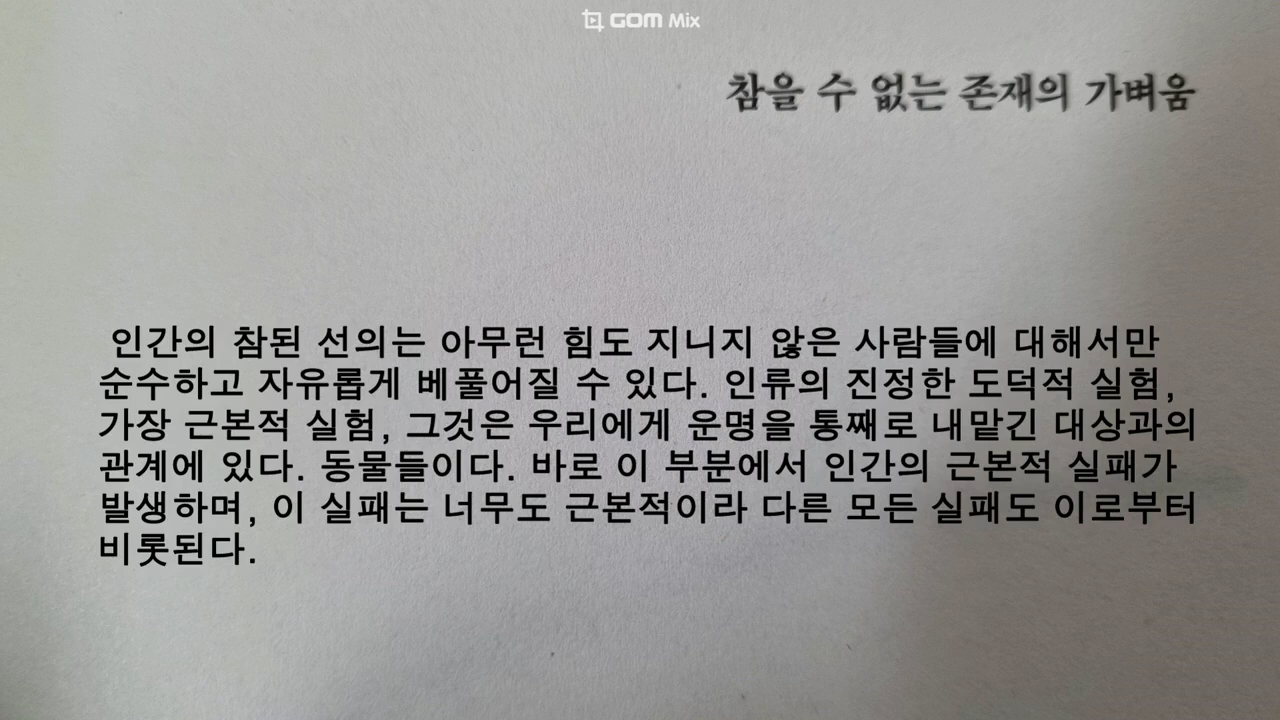 GOM Mix
참을 수 없는 존재의 가벼움
인간의 참된 선의는 아무런 힘도 지니지 않은 사람들에 대해서만
순수하고 자유롭게 베풀어질 수 있다. 인류의 진정한 도덕적 실험,
가장 근본적 실험, 그것은 우리에게 운명을 통째로 내맡긴 대상과의
관계에 있다. 동물들이다. 바로 이 부분에서 인간의 근본적 실패가
발생하며, 이 실패는 너무도 근본적이라 다른 모든 실패도 이로부터
비롯된다.